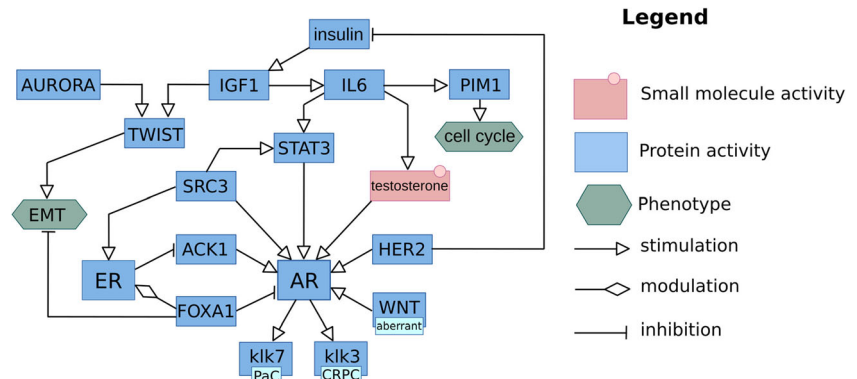 Legend
insulin
AURORA
IGF1
IL6
PIM1
Small molecule activity
TWIST
STAT3
cell cycle
Protein activity
SRC3
testosterone
EMT
Phenotype
ACK1
HER2
stimulation
ER
AR
modulation
FOXA1
WNT
aberrant
inhibition
klk7
klk3
PaC
CRPC